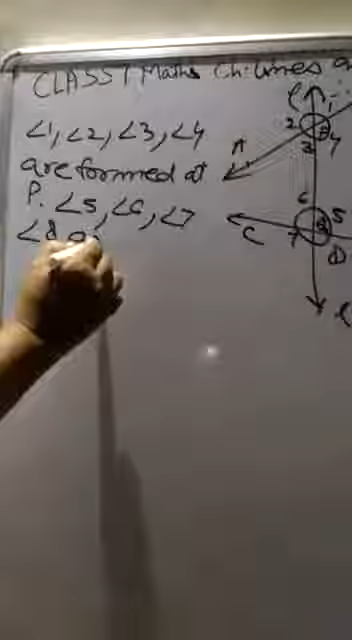 CLASS 7 Maths Ch: Lines
∠1, ∠2, ∠3, ∠4
are formed at
P. ∠5, ∠6, ∠7
∠8
l
1
2
3
4
A
6
5
7
C
D